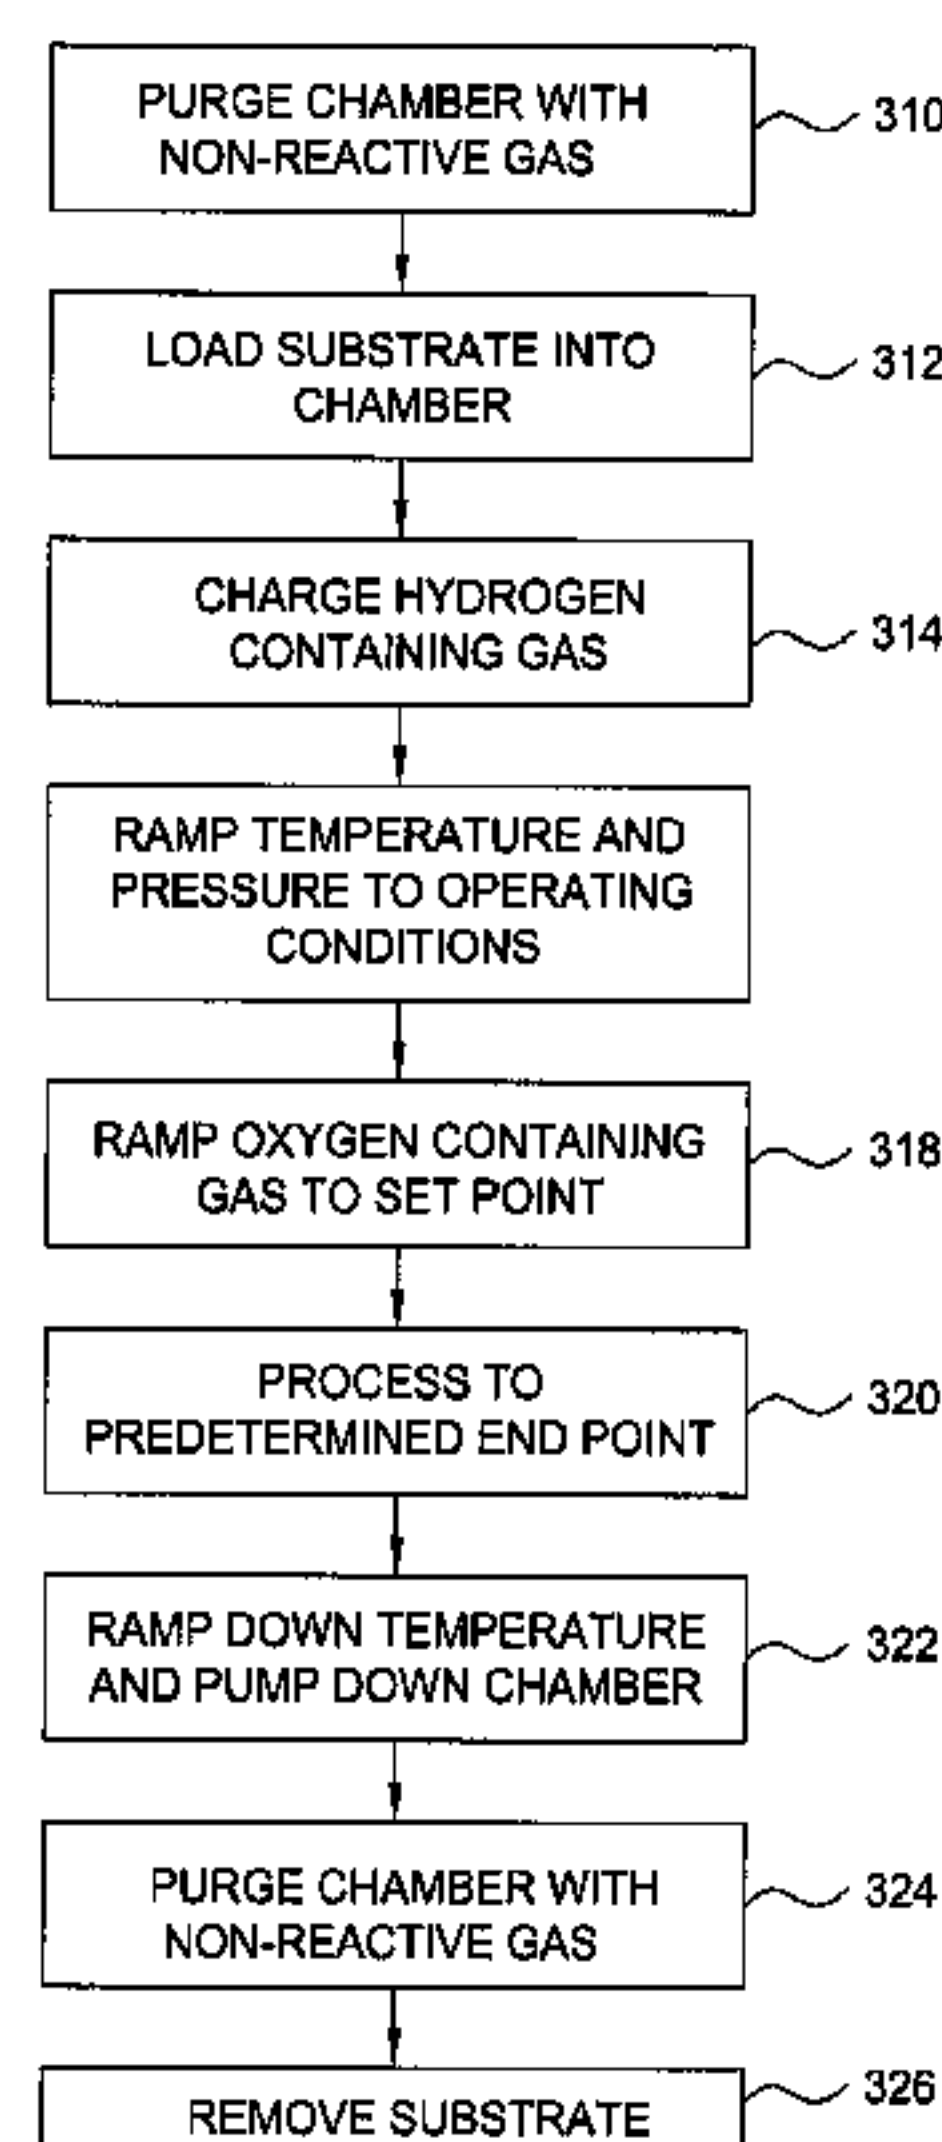 PURGE CHAMBER WITH
NON-REACTIVE GAS
310
LOAD SUBSTRATE INTO
CHAMBER
312
CHARGE HYDROGEN
CONTAINING GAS
314
RAMP TEMPERATURE AND
PRESSURE TO OPERATING
CONDITIONS
RAMP OXYGEN CONTAINING
GAS TO SET POINT
318
PROCESS TO
PREDETERMINED END POINT
320
RAMP DOWN TEMPERATURE
AND PUMP DOWN CHAMBER
322
PURGE CHAMBER WITH
NON-REACTIVE GAS
324
REMOVE SUBSTRATE
326